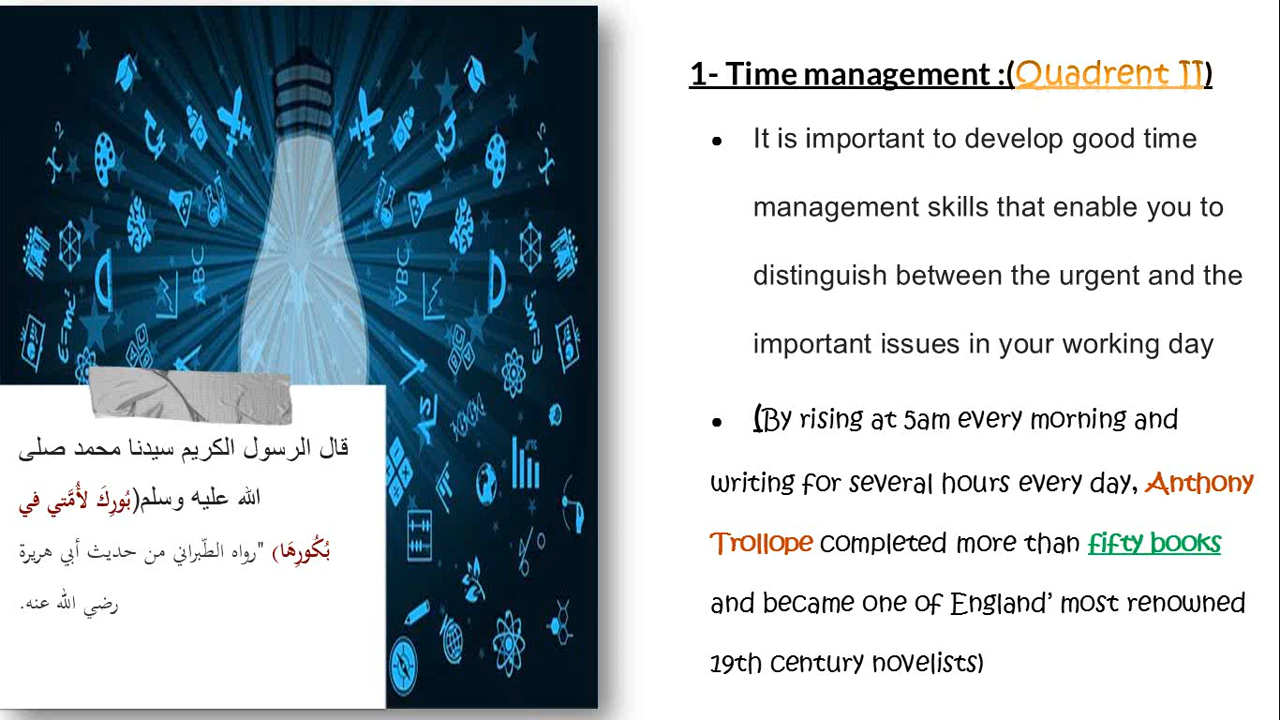 1- Time management :(Quadrent II)
• It is important to develop good time
management skills that enable you to
distinguish between the urgent and the
important issues in your working day
• (By rising at 5am every morning and
writing for several hours every day, Anthony
Trollope completed more than fifty books
and became one of England’ most renowned
19th century novelists)
قال الرسول الكريم سيدنا محمد صلى
الله عليه وسلم(بُورِكَ لأُمَّتي في
بُكُورِهَا) "رواه الطّبراني من حديث أبي هريرة
رضي الله عنه.
ABC
ABC
E=mc²
E=mc²